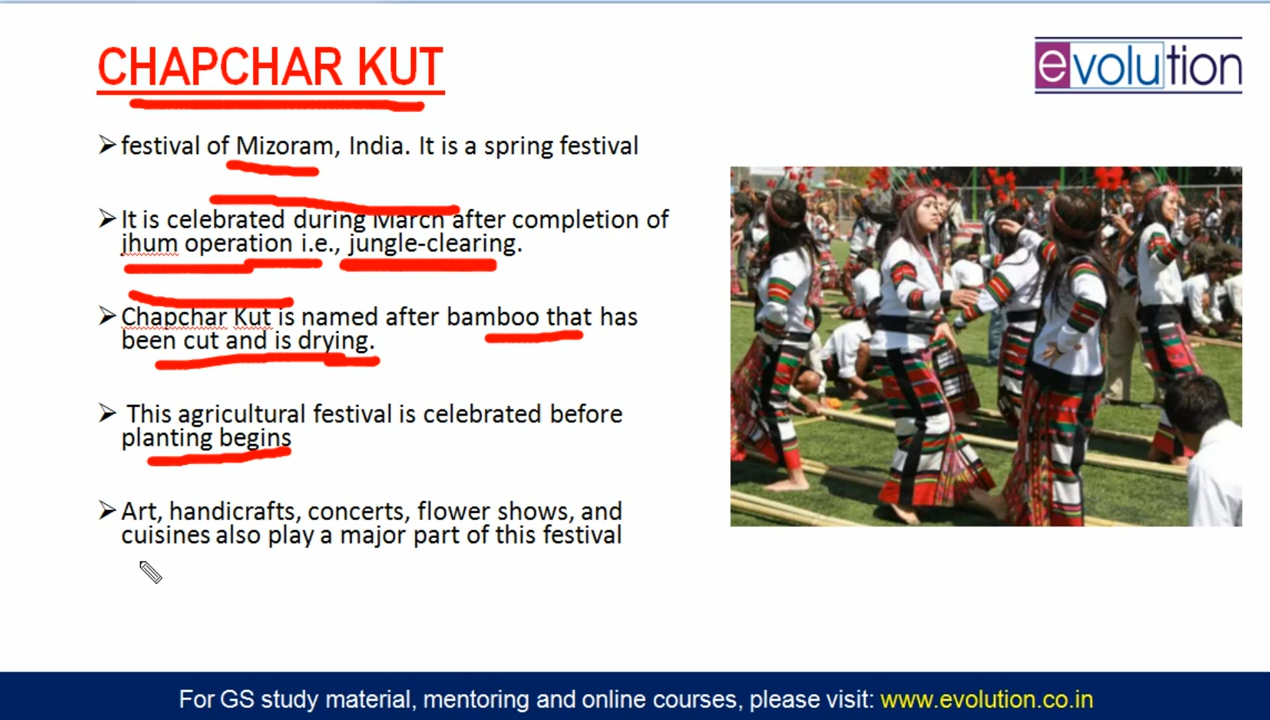 CHAPCHAR KUT
evolution
festival of Mizoram, India. It is a spring festival
It is celebrated during March after completion of
jhum operation i.e., jungle-clearing.
Chapchar Kut is named after bamboo that has
been cut and is drying.
This agricultural festival is celebrated before
planting begins
Art, handicrafts, concerts, flower shows, and
cuisines also play a major part of this festival
For GS study material, mentoring and online courses, please visit: www.evolution.co.in